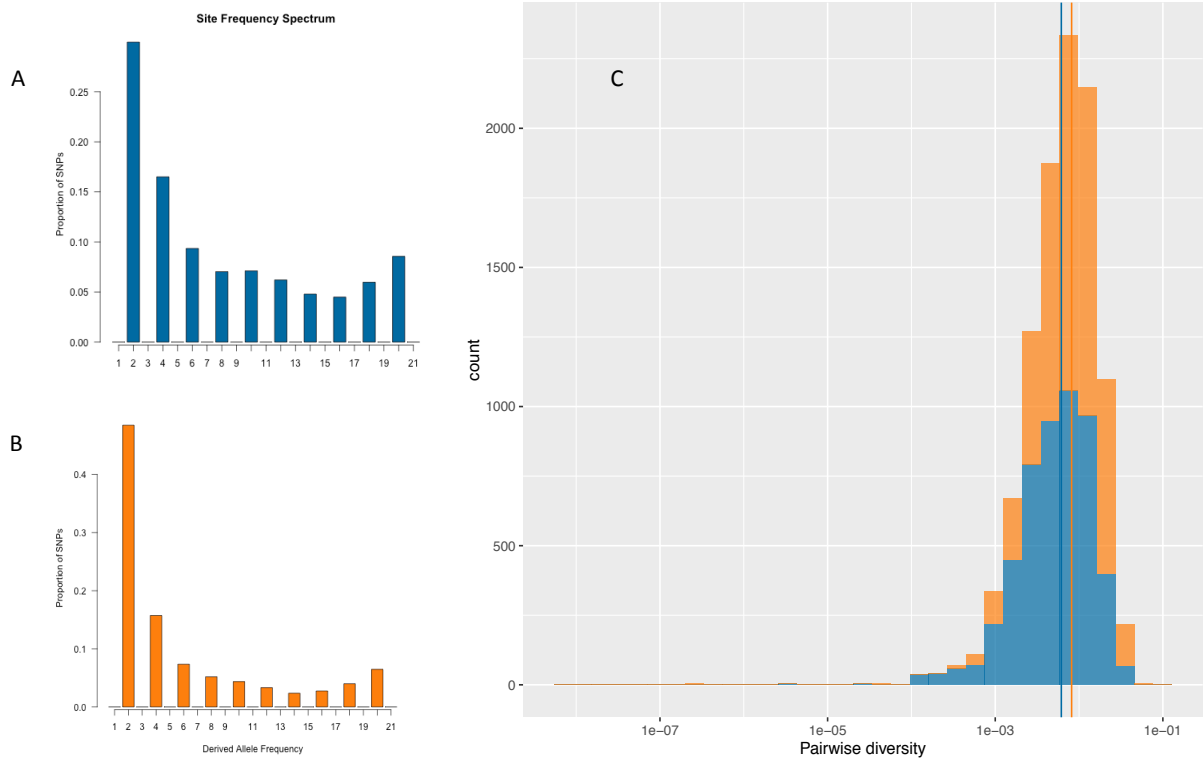 Site Frequency Spectrum
A
Proportion of SNPs
0.25
0.20
0.15
0.10
0.05
0.00
1 2 3 4 5 6 7 8 9 11 13 15 17 19 21
B
Proportion of SNPs
0.4
0.3
0.2
0.1
0.0
1 2 3 4 5 6 7 8 9 11 13 15 17 19 21
Derived Allele Frequency
C
count
2000
1500
1000
500
0
1e-07 1e-05 1e-03 1e-01
Pairwise diversity